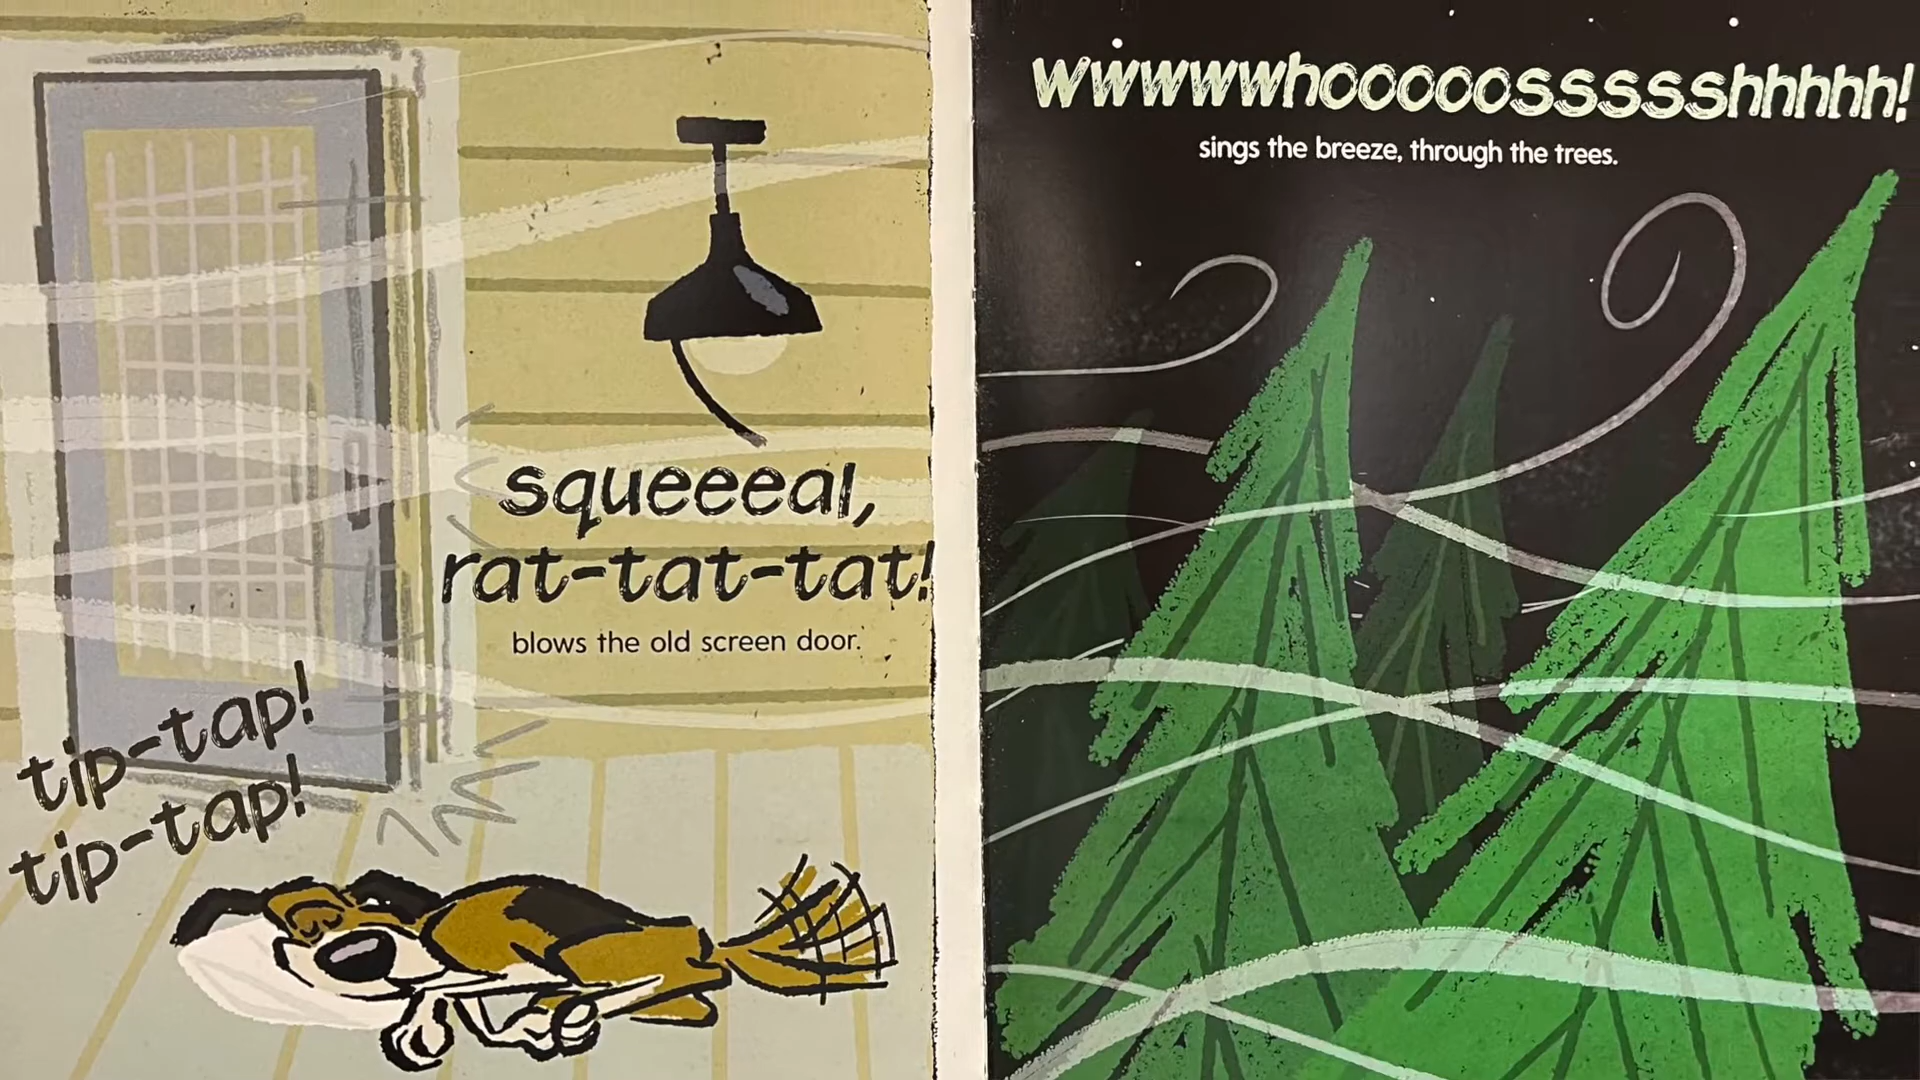 squeeeal,
rat-tat-tat!
blows the old screen door.
tip-tap!
tip-tap!
wwwwwhooooossssshhhhh!
sings the breeze, through the trees.